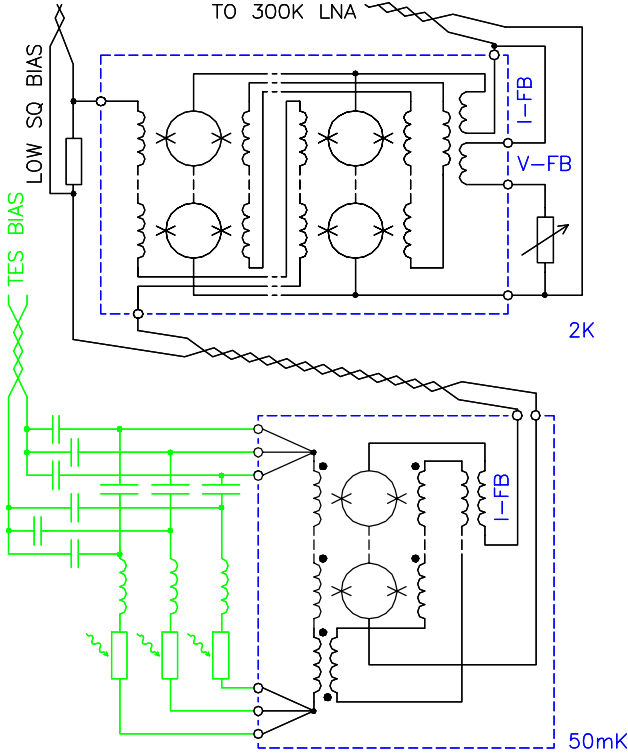 TO 300K LNA
LOW SQ BIAS
I-FB
V-FB
TES BIAS
2K
I-FB
50mK